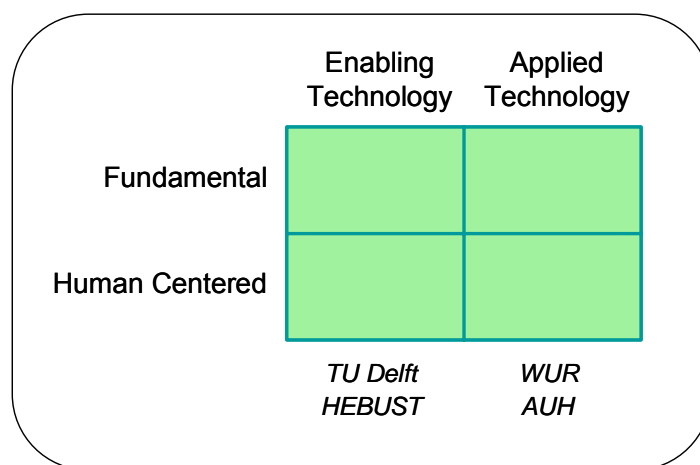 Enabling
Technology
Applied
Technology
Fundamental
Human Centered
TU Delft
HEBUST
WUR
AUH